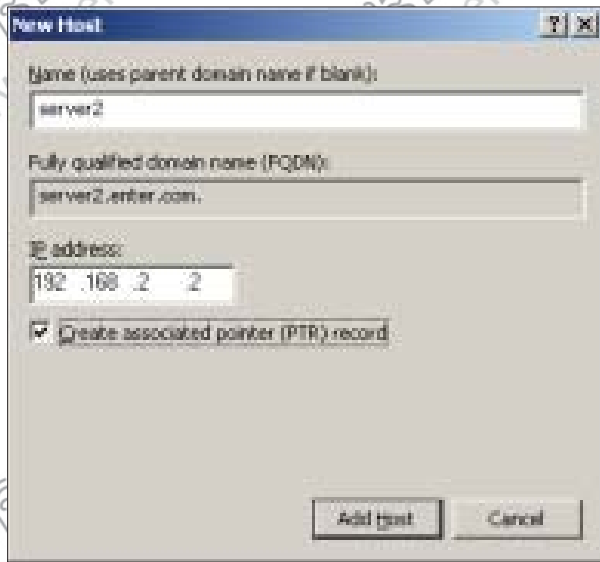 New Host
Name (uses parent domain name if blank):
server2
Fully qualified domain name (FQDN):
server2.enter.com.
IP address:
192 .168 .2 .2
Create associated pointer (PTR) record
Add Host
Cancel